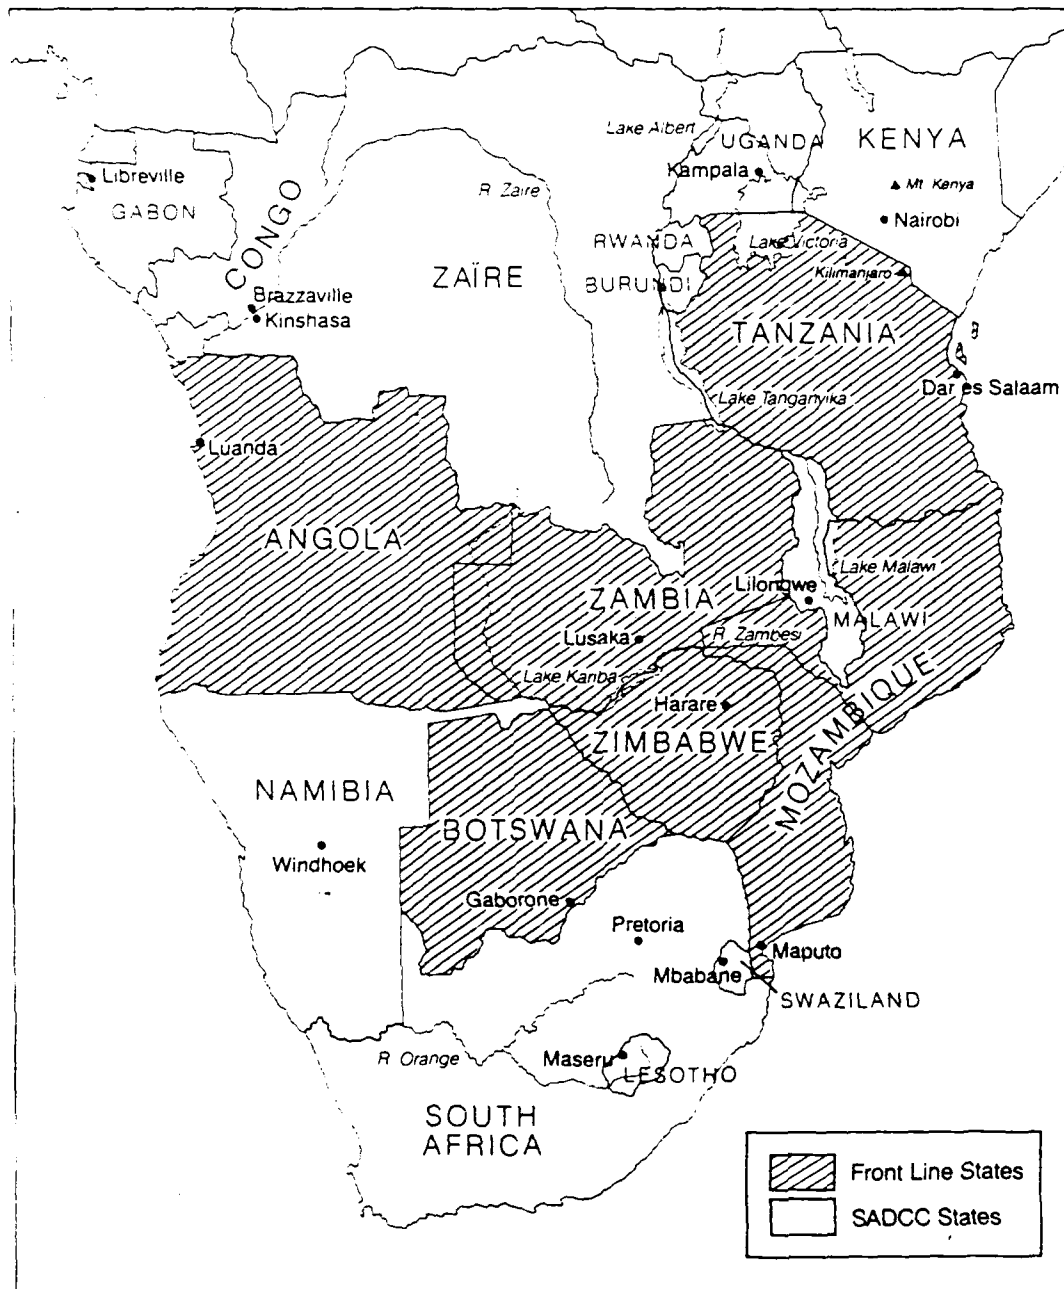 Lake Albert
UGANDA
KENYA
Kampala
Mt Kenya
Libreville
R Zaire
GABON
CONGO
Nairobi
RWANDA
Lake Victoria
ZAÏRE
Kilimanjaro
BURUNDI
Brazzaville
Kinshasa
TANZANIA
Dar es Salaam
Lake Tanganyika
Luanda
ANGOLA
Lake Malawi
Lilongwe
ZAMBIA
MALAWI
Lusaka
R Zambesi
Lake Kariba
Harare
ZIMBABWE
MOZAMBIQUE
NAMIBIA
BOTSWANA
Windhoek
Gaborone
Pretoria
Maputo
Mbabane
SWAZILAND
R Orange
Maseru
LESOTHO
SOUTH
AFRICA
Front Line States
SADCC States